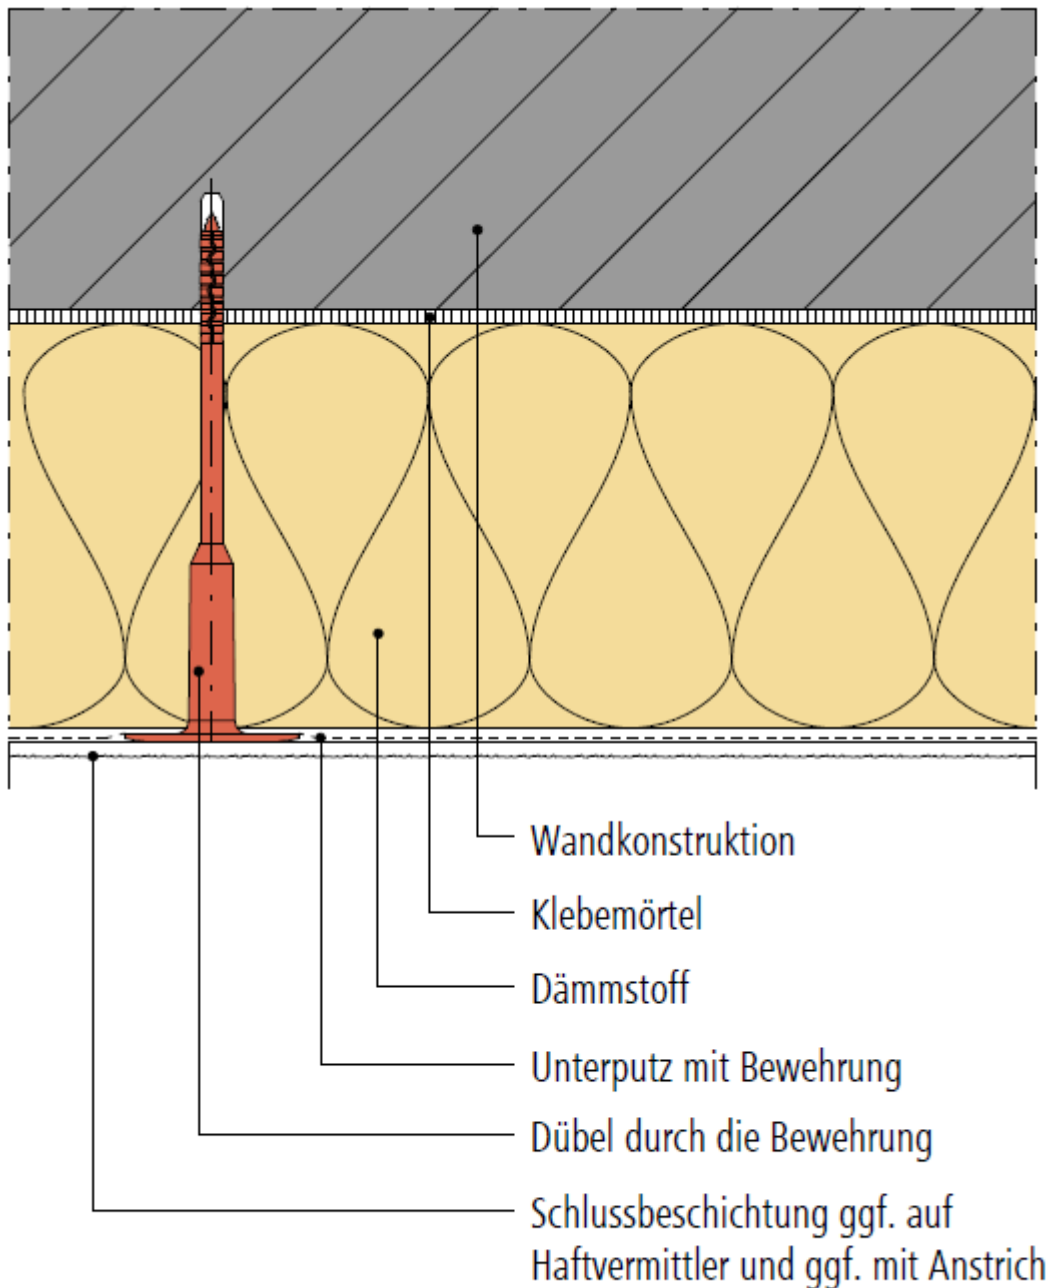 Wandkonstruktion
Klebemörtel
Dämmstoff
Unterputz mit Bewehrung
Dübel durch die Bewehrung
Schlussbeschichtung ggf. auf
Haftvermittler und ggf. mit Anstrich